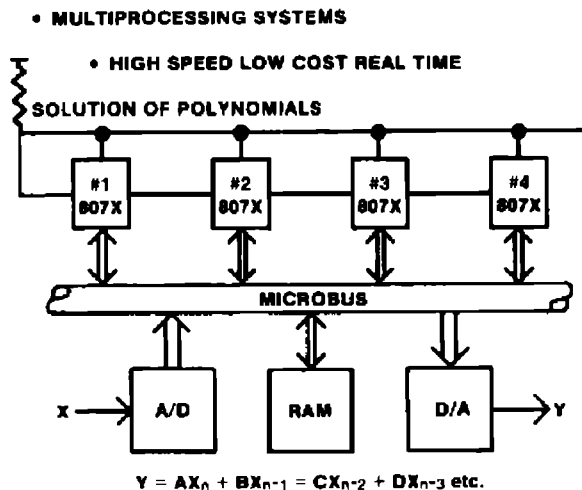 • MULTIPROCESSING SYSTEMS
• HIGH SPEED LOW COST REAL TIME
SOLUTION OF POLYNOMIALS
#1 #2 #3 #4
807X 807X 807X 807X
MICROBUS
X A/D RAM D/A Y
Y = AXn + BXn-1 = CXn-2 + DXn-3 etc.